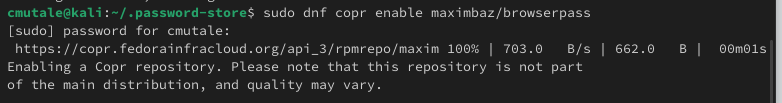 cmutale@kali:~/.password-store$ sudo dnf copr enable maximbaz/browserpass
[sudo] password for cmutale:
https://copr.fedorainfracloud.org/api_3/rpmrepo/maxim 100% | 703.0 B/s | 662.0 B | 00m01s
Enabling a Copr repository. Please note that this repository is not part
of the main distribution, and quality may vary.